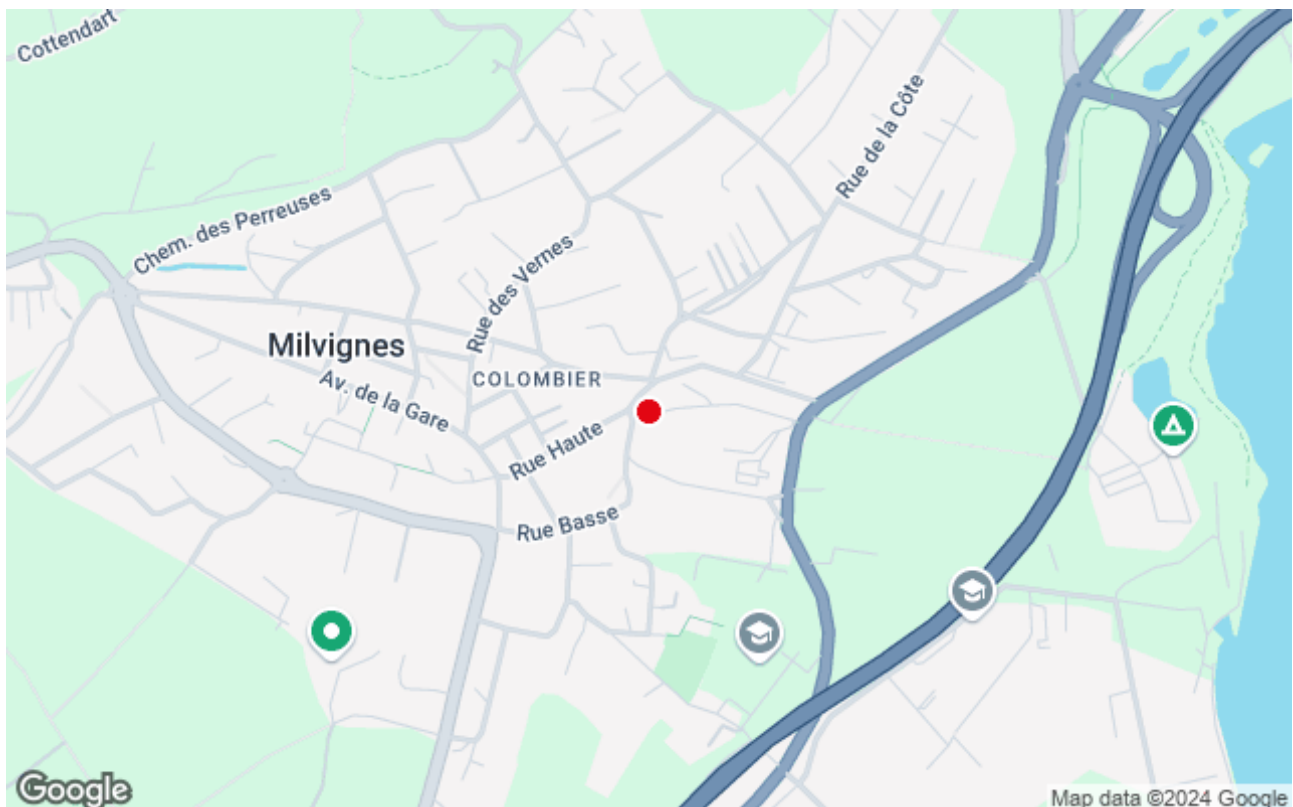 Cottendart
Rue de la Côte
Chem. des Perreuses
Rue des Vernes
Milvignes
Av. de la Gare
COLOMBIER
Rue Haute
Rue Basse
Google
Map data ©2024 Google